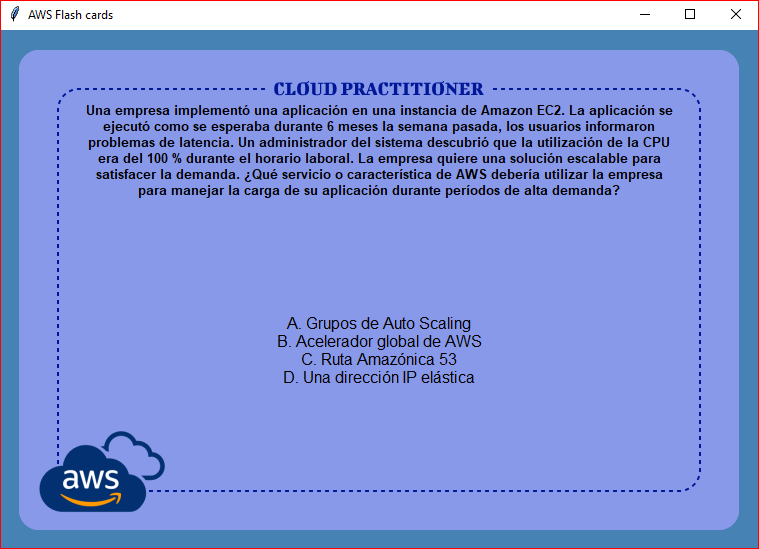 AWS Flash cards
CLOUD PRACTITIONER
Una empresa implementó una aplicación en una instancia de Amazon EC2. La aplicación se
ejecutó como se esperaba durante 6 meses la semana pasada, los usuarios informaron
problemas de latencia. Un administrador del sistema descubrió que la utilización de la CPU
era del 100 % durante el horario laboral. La empresa quiere una solución escalable para
satisfacer la demanda. ¿Qué servicio o característica de AWS debería utilizar la empresa
para manejar la carga de su aplicación durante períodos de alta demanda?
A. Grupos de Auto Scaling
B. Acelerador global de AWS
C. Ruta Amazónica 53
D. Una dirección IP elástica
aws